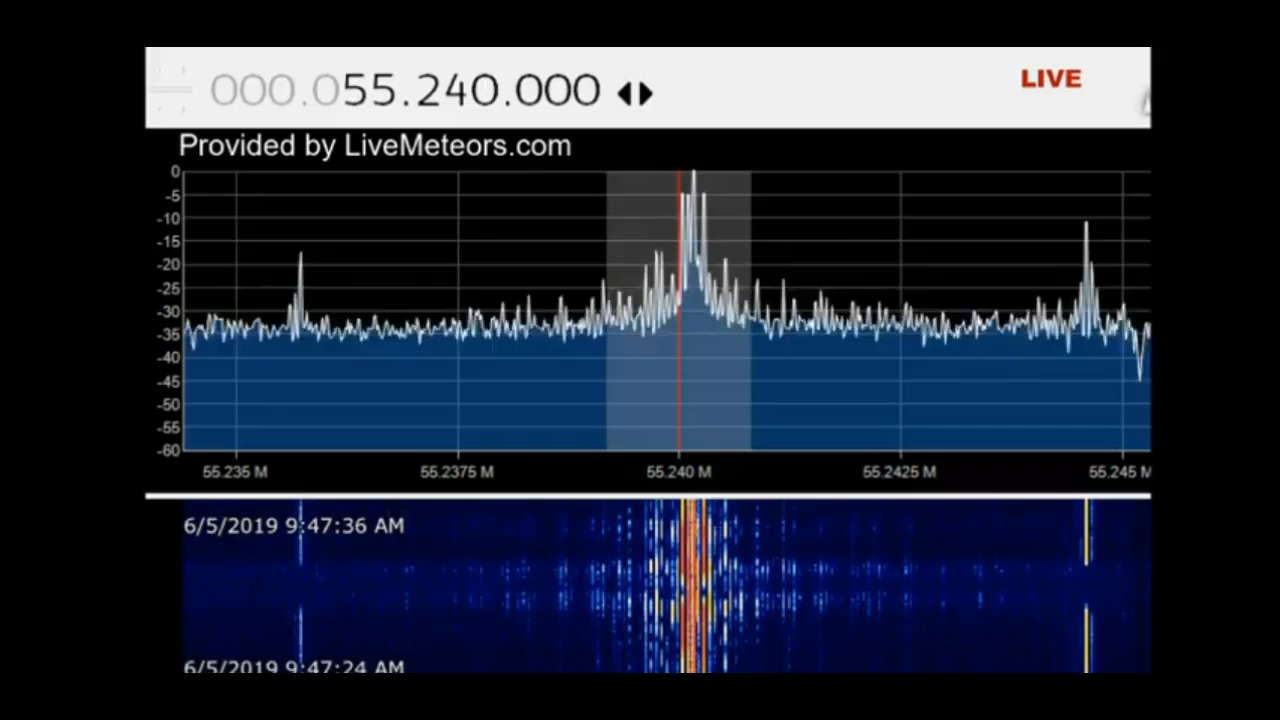 000.055.240.000
LIVE
Provided by LiveMeteors.com
0
-5
-10
-15
-20
-25
-30
-35
-40
-45
-50
-55
-60
55.235 M 55.2375 M 55.240 M 55.2425 M 55.245 M
6/5/2019 9:47:36 AM
6/5/2019 9:47:24 AM